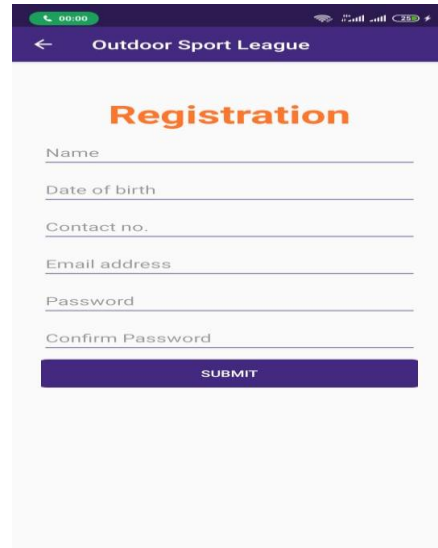 00:00
Outdoor Sport League
Registration
Name
Date of birth
Contact no.
Email address
Password
Confirm Password
SUBMIT